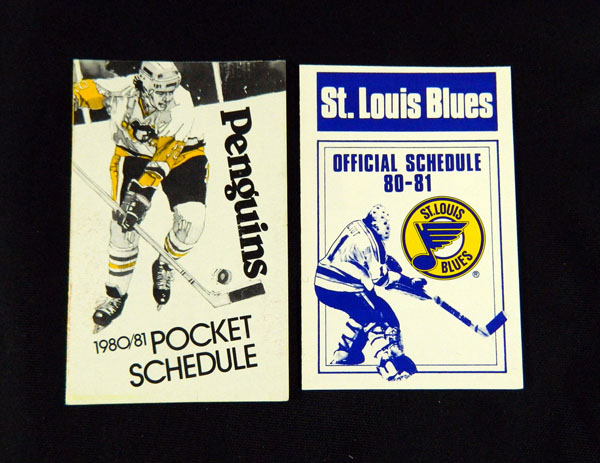 Penguins
1980/81 POCKET
SCHEDULE
St. Louis Blues
OFFICIAL SCHEDULE
80-81
ST. LOUIS
BLUES
®